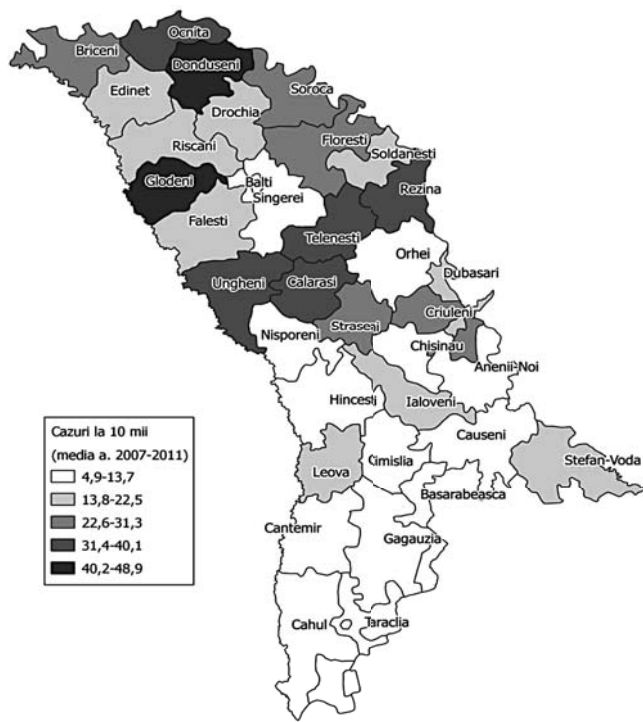 Ocnita
Briceni
Donduseni
Edinet
Soroca
Drochia
Floresti
Riscani
Soldanesti
Glodeni
Balti
Rezina
Singerei
Falesti
Telenesti
Orhei
Dubasari
Ungheni
Calarasi
Criuleni
Straseni
Nisporeni
Chisinau
Anenii-Noi
Hincesti
Ialoveni
Cazuri la 10 mii
(media a. 2007-2011)
4,9-13,7
13,8-22,5
22,6-31,3
31,4-40,1
40,2-48,9
Causeni
Stefan-Voda
Leova
Cimislia
Basarabeasca
Cantemir
Gagauzia
Cahul
Taraclia